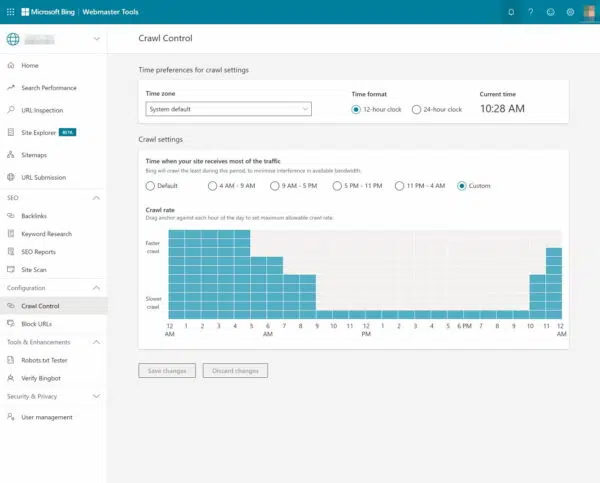 Microsoft Bing | Webmaster Tools
?
Crawl Control
Home
Search Performance
URL Inspection
Site Explorer BETA
Sitemaps
URL Submission
SEO
Backlinks
Keyword Research
SEO Reports
Site Scan
Configuration
Crawl Control
Block URLs
Tools & Enhancements
Robots.txt Tester
Verify Bingbot
Security & Privacy
User management
Time preferences for crawl settings
Time zone
System default
Time format
12-hour clock 24-hour clock
Current time
10:28 AM
Crawl settings
Time when your site receives most of the traffic
Bing will crawl the least during this period, to minimise interference in available bandwidth.
Default 4 AM - 9 AM 9 AM - 5 PM 5 PM - 11 PM 11 PM - 4 AM Custom
Crawl rate
Drag anchor against each hour of the day to set maximum allowable crawl rate.
Faster
crawl
Slower
crawl
12 1 2 3 4 5 6 7 8 9 10 11 12 1 2 3 4 5 6 PM 7 8 9 10 11 12
AM AM PM AM
Save changes Discard changes